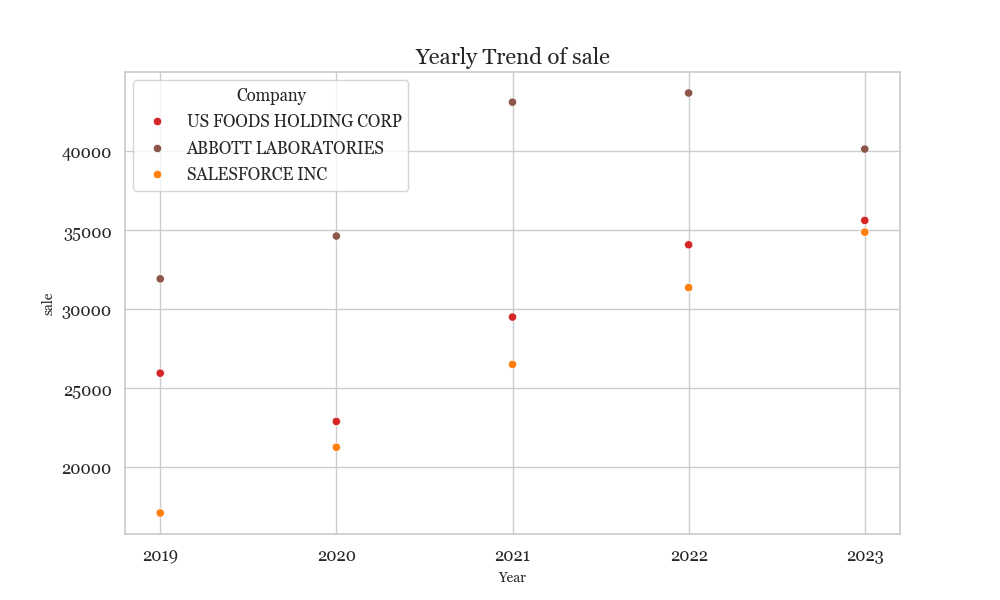 Yearly Trend of sale
Company
US FOODS HOLDING CORP
ABBOTT LABORATORIES
SALESFORCE INC
40000
35000
30000
25000
20000
sale
2019 2020 2021 2022 2023
Year